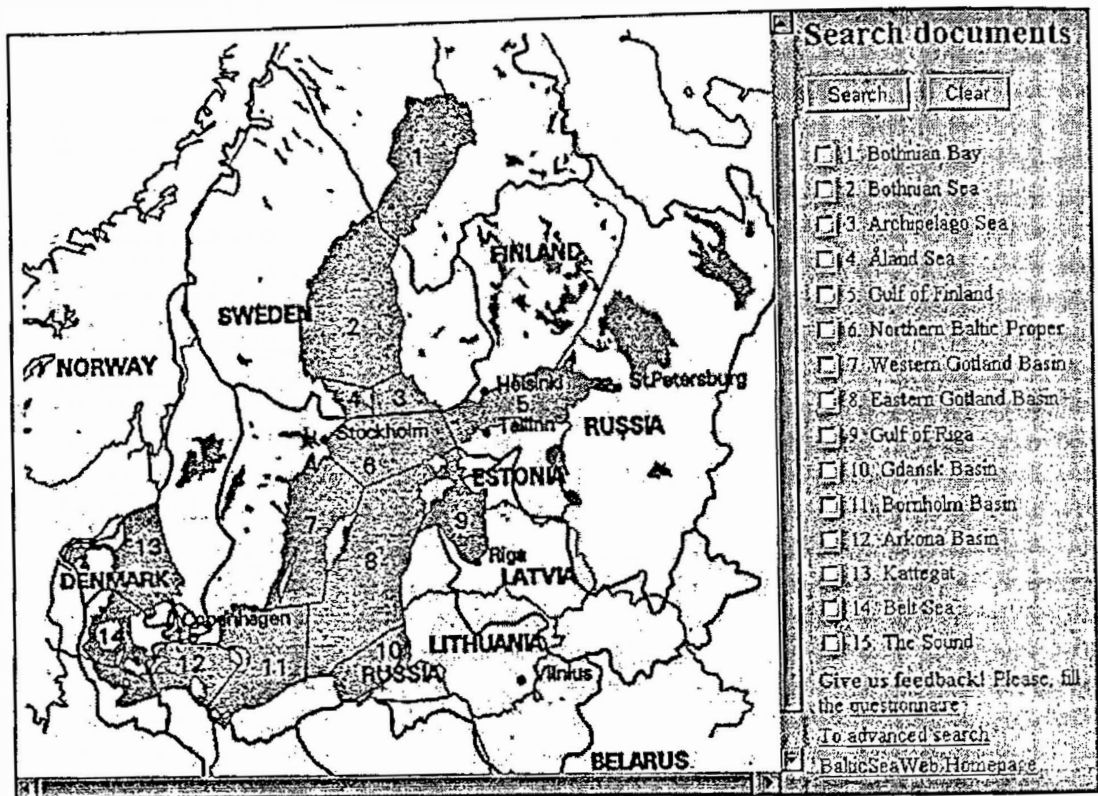 1
FINLAND
SWEDEN
2
NORWAY
4 3
Helsinki
St.Petersburg
5
Tallinn
RUSSIA
Stockholm
6
ESTONIA
7
9
13
8
Riga
LATVIA
DENMARK
Copenhagen
14
15
LITHUANIA
10
12
11
RUSSIA
Vilnius
BELARUS
Search documents
Search Clear
1. Bothnian Bay
2. Bothnian Sea
3. Archipelago Sea
4. Åland Sea
5. Gulf of Finland
6. Northern Baltic Proper
7. Western Gotland Basin
8. Eastern Gotland Basin
9. Gulf of Riga
10. Gdansk Basin
11. Bornholm Basin
12. Arkona Basin
13. Kattegat
14. Belt Sea
15. The Sound
Give us feedback! Please, fill
the questionnaire!
To advanced search
BalticSeaWeb Homepage